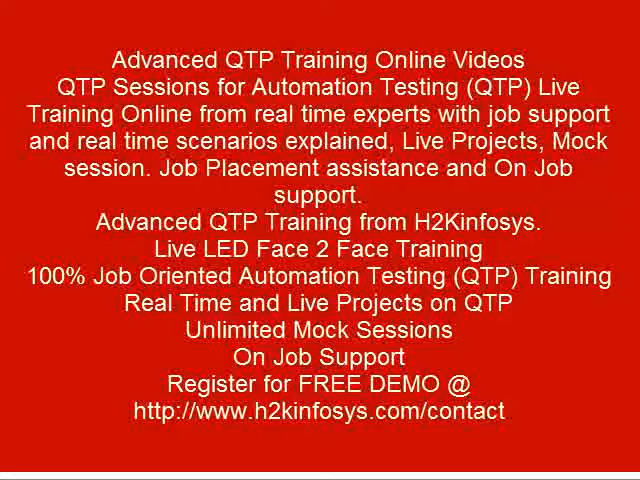 Advanced QTP Training Online Videos
QTP Sessions for Automation Testing (QTP) Live
Training Online from real time experts with job support
and real time scenarios explained, Live Projects, Mock
session. Job Placement assistance and On Job
support.
Advanced QTP Training from H2Kinfosys.
Live LED Face 2 Face Training
100% Job Oriented Automation Testing (QTP) Training
Real Time and Live Projects on QTP
Unlimited Mock Sessions
On Job Support
Register for FREE DEMO @
http://www.h2kinfosys.com/contact